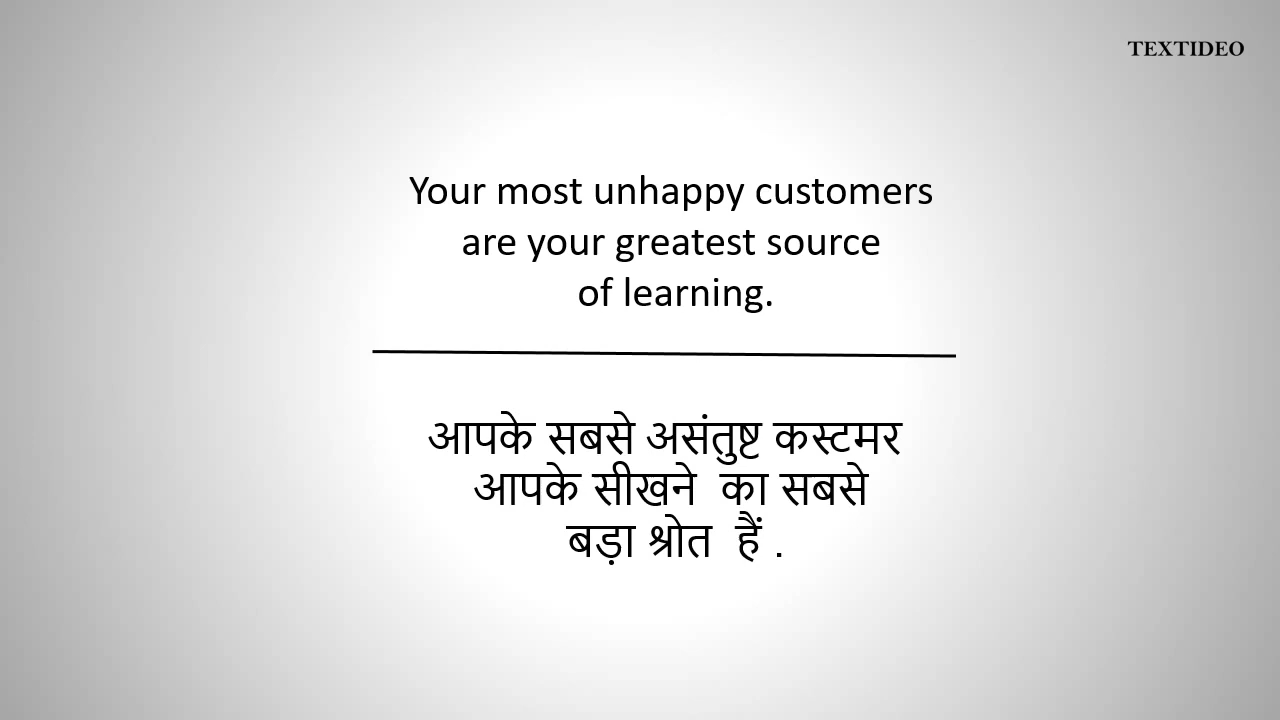 TEXTIDEO
Your most unhappy customers
are your greatest source
of learning.
आपके सबसे असंतुष्ट कस्टमर
आपके सीखने का सबसे
बड़ा श्रोत हैं .